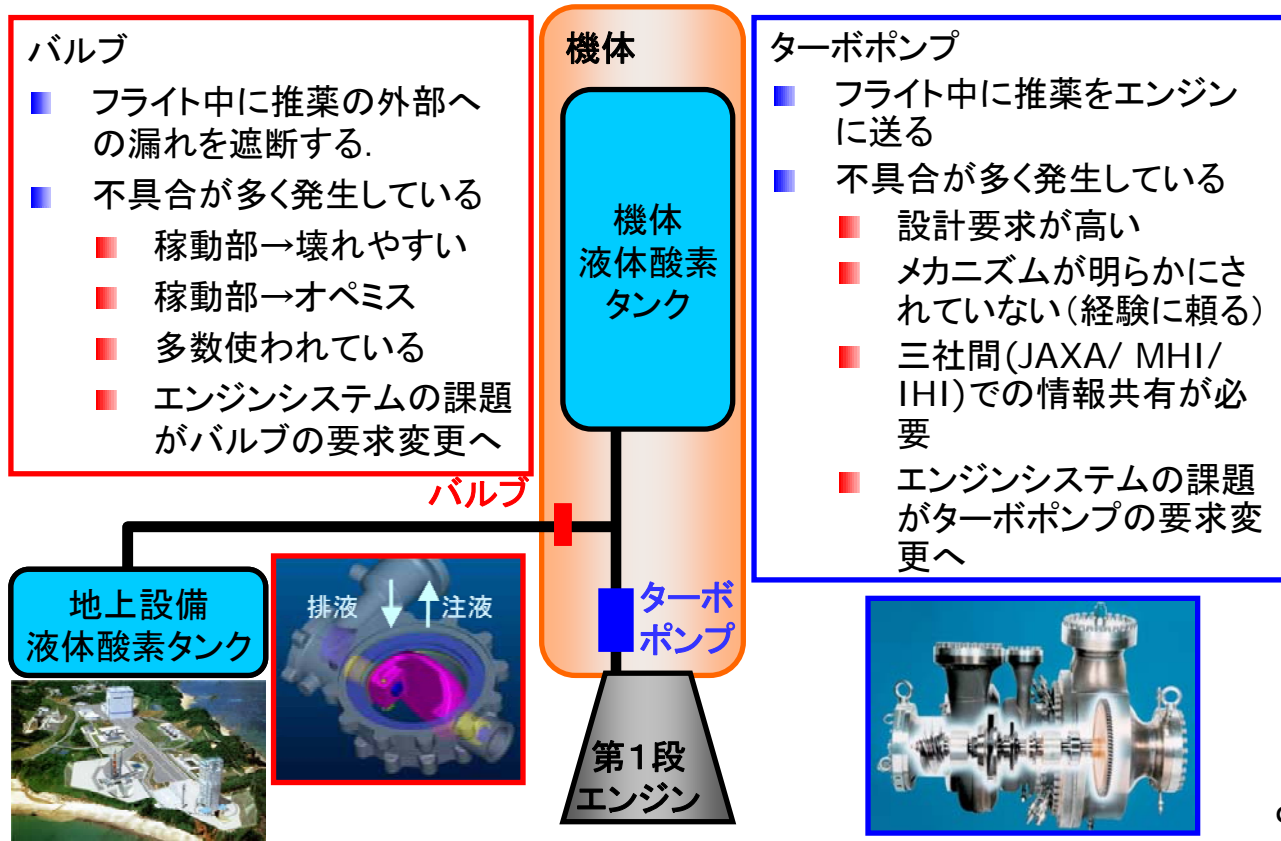 バルブ
フライト中に推薬の外部へ
の漏れを遮断する.
不具合が多く発生している
稼動部→壊れやすい
稼動部→オペミス
多数使われている
エンジンシステムの課題
がバルブの要求変更へ
機体
機体
液体酸素
タンク
ターボポンプ
フライト中に推薬をエンジン
に送る
不具合が多く発生している
設計要求が高い
メカニズムが明らかにさ
れていない(経験に頼る)
三社間(JAXA/ MHI/
IHI)での情報共有が必
要
エンジンシステムの課題
がターボポンプの要求変
更へ
バルブ
地上設備
液体酸素タンク
排液
注液
ターボ
ポンプ
第1段
エンジン